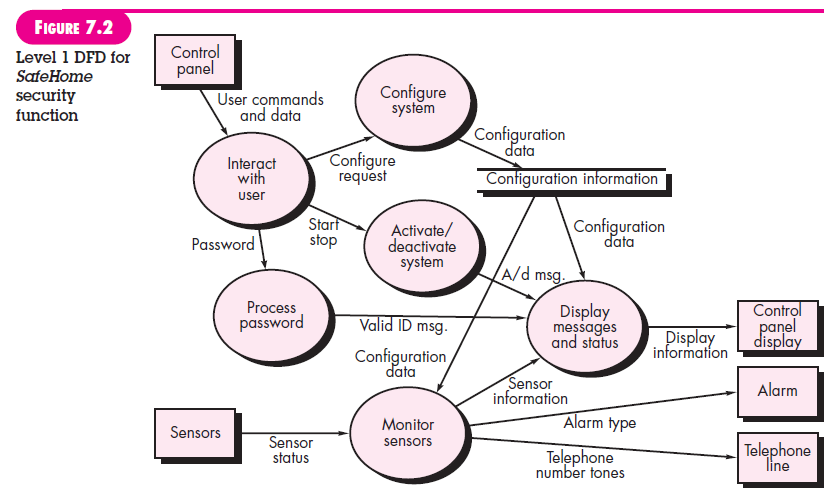 FIGURE 7.2
Level 1 DFD for
SafeHome
security
function
Control
panel
User commands
and data
Interact
with
user
Configure
system
Configure
request
Configuration
data
Configuration information
Start
stop
Activate/
deactivate
system
Configuration
data
Password
A/d msg.
Process
password
Valid ID msg.
Display
messages
and status
Display
information
Control
panel
display
Configuration
data
Sensor
information
Alarm
Sensors
Sensor
status
Monitor
sensors
Alarm type
Telephone
number tones
Telephone
line